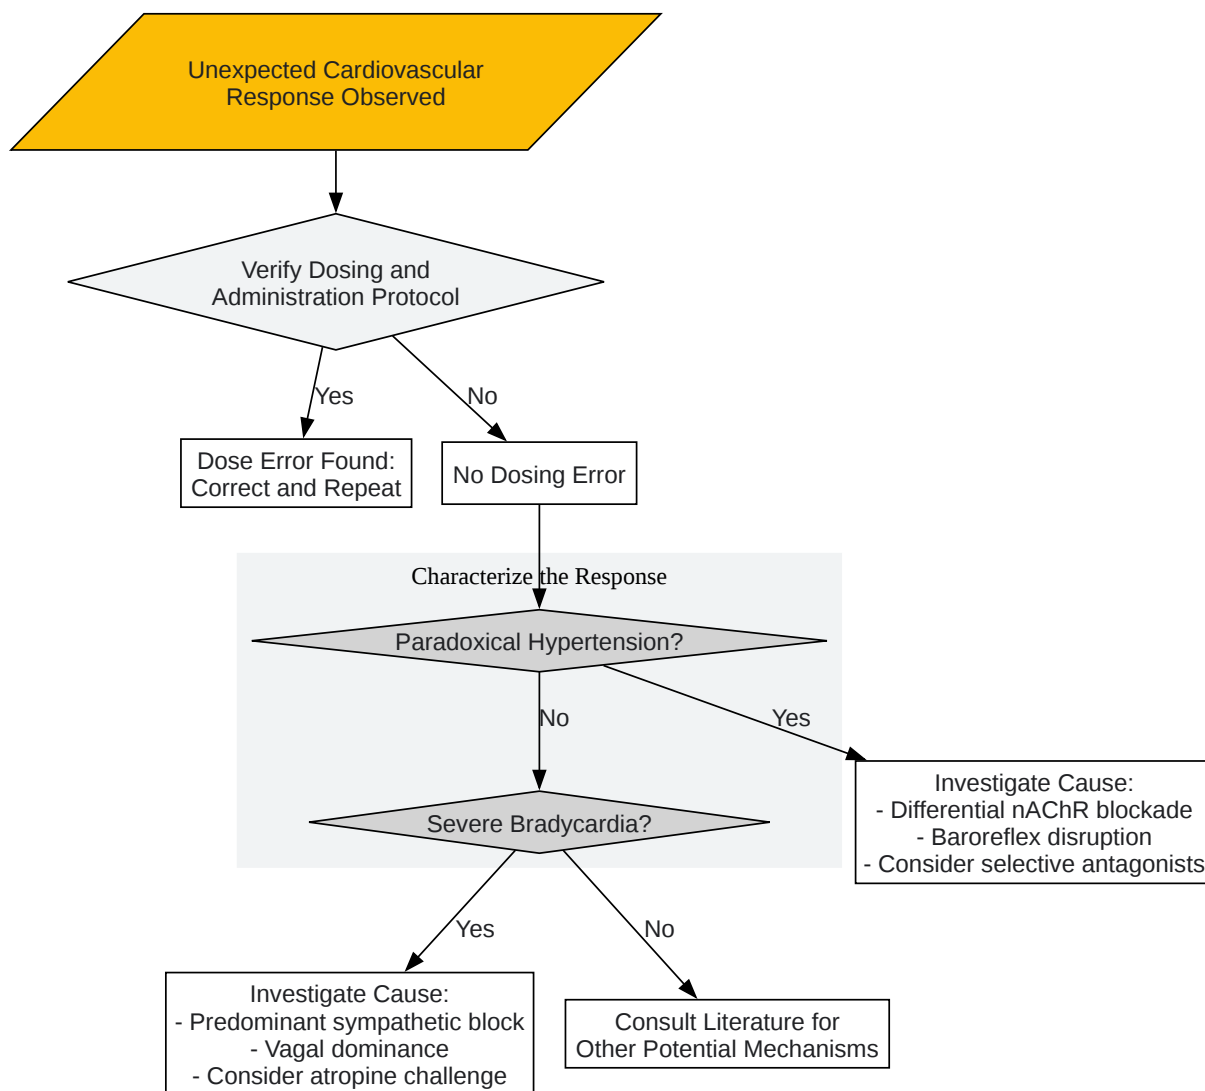 Unexpected Cardiovascular
Response Observed
Verify Dosing and
Administration Protocol
Yes
No
Dose Error Found:
Correct and Repeat
No Dosing Error
Characterize the Response
Paradoxical Hypertension?
No
Yes
Investigate Cause:
- Differential nAChR blockade
- Baroreflex disruption
- Consider selective antagonists
Severe Bradycardia?
Yes
No
Investigate Cause:
- Predominant sympathetic block
- Vagal dominance
- Consider atropine challenge
Consult Literature for
Other Potential Mechanisms